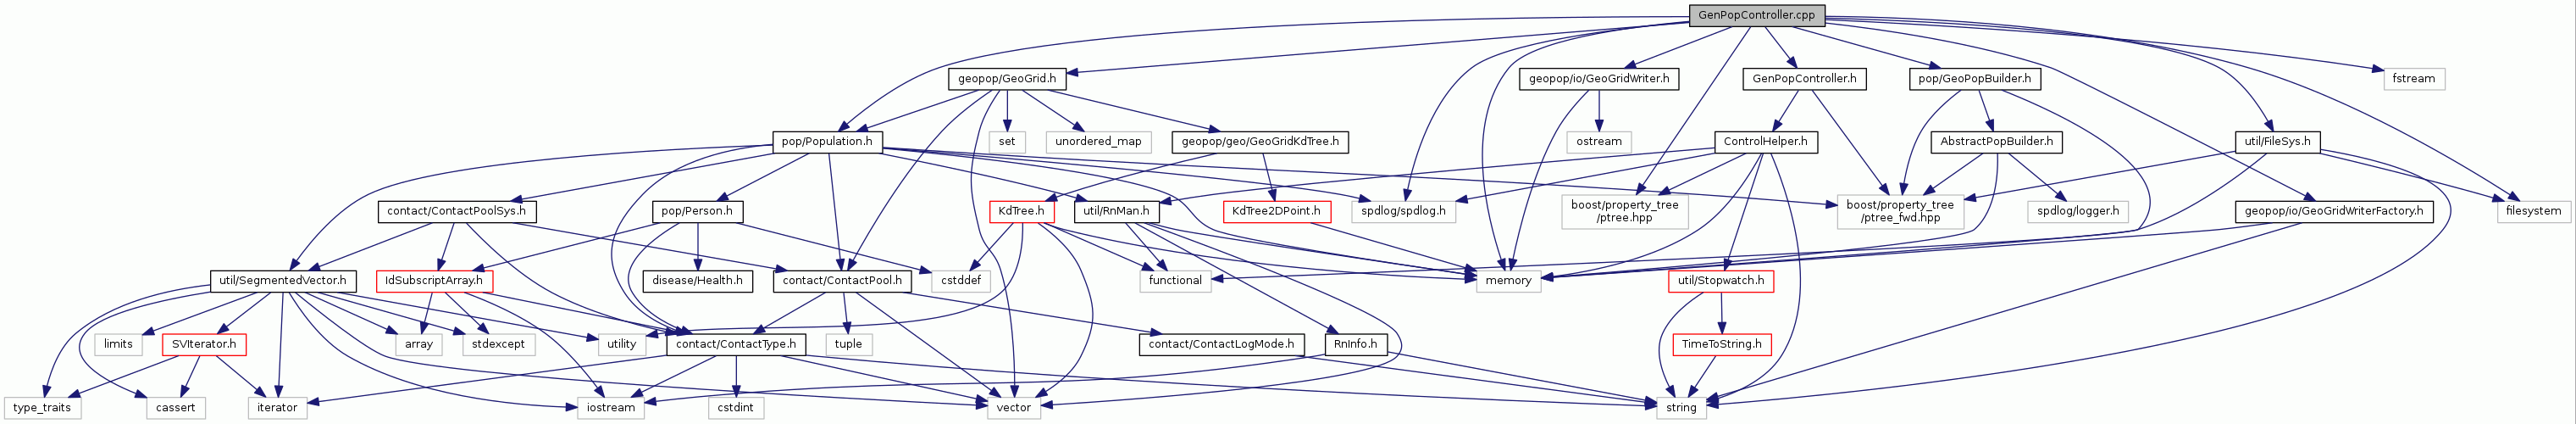 GenPopController.cpp
geopop/GeoGrid.h
geopop/io/GeoGridWriter.h
GenPopController.h
pop/GeoPopBuilder.h
fstream
pop/Population.h
set
unordered_map
geopop/geo/GeoGridKdTree.h
ostream
ControlHelper.h
AbstractPopBuilder.h
util/FileSys.h
contact/ContactPoolSys.h
pop/Person.h
KdTree.h
util/RnMan.h
KdTree2DPoint.h
spdlog/spdlog.h
boost/property_tree
/ptree.hpp
boost/property_tree
/ptree_fwd.hpp
spdlog/logger.h
geopop/io/GeoGridWriterFactory.h
filesystem
util/SegmentedVector.h
IdSubscriptArray.h
disease/Health.h
contact/ContactPool.h
cstddef
functional
memory
util/Stopwatch.h
limits
SVIterator.h
array
stdexcept
utility
contact/ContactType.h
tuple
contact/ContactLogMode.h
RnInfo.h
TimeToString.h
type_traits
cassert
iterator
iostream
cstdint
vector
string